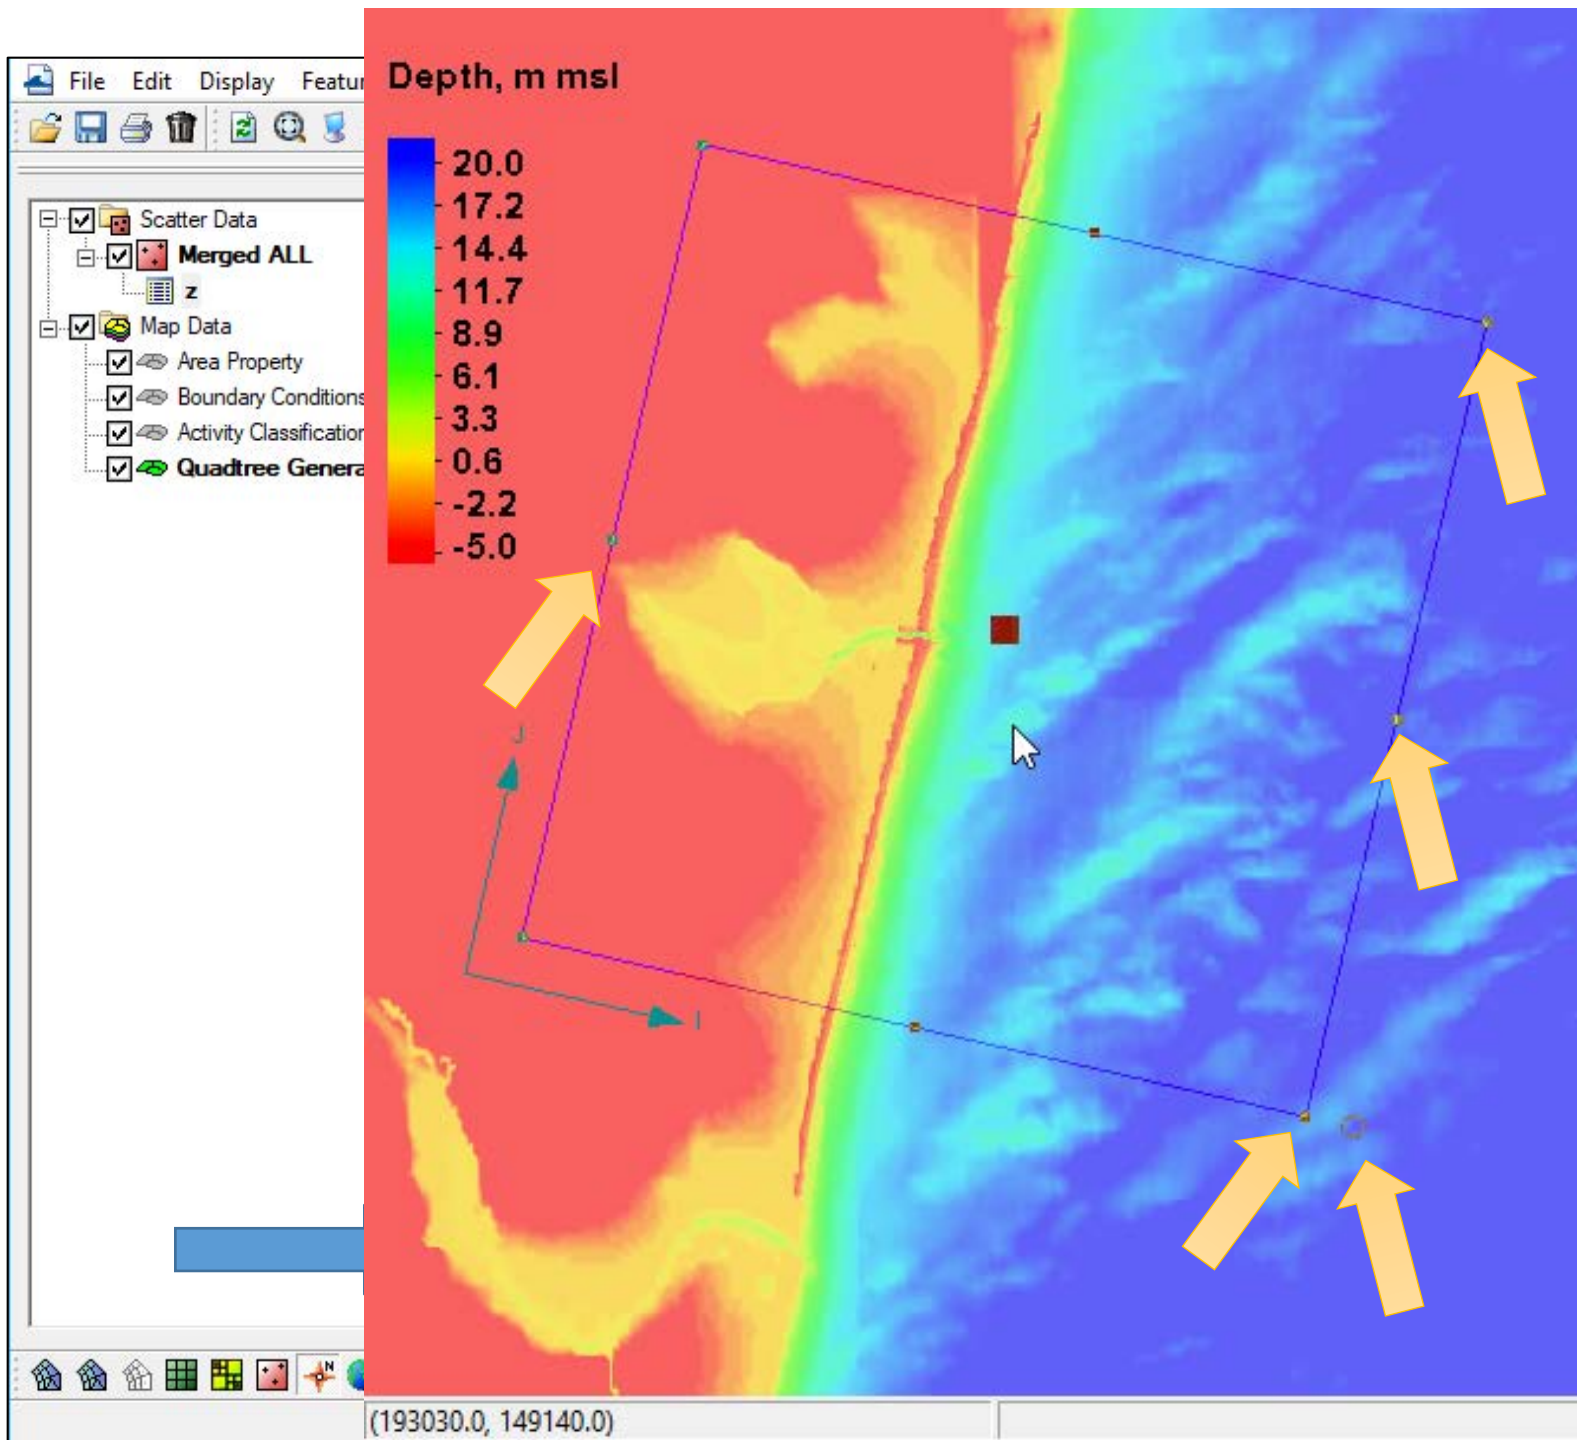 File Edit Display Featur
Scatter Data
Merged ALL
z
Map Data
Area Property
Boundary Conditions
Activity Classification
Quadtree Genera
Depth, m msl
20.0
17.2
14.4
11.7
8.9
6.1
3.3
0.6
-2.2
-5.0
J
I
N
(193030.0, 149140.0)